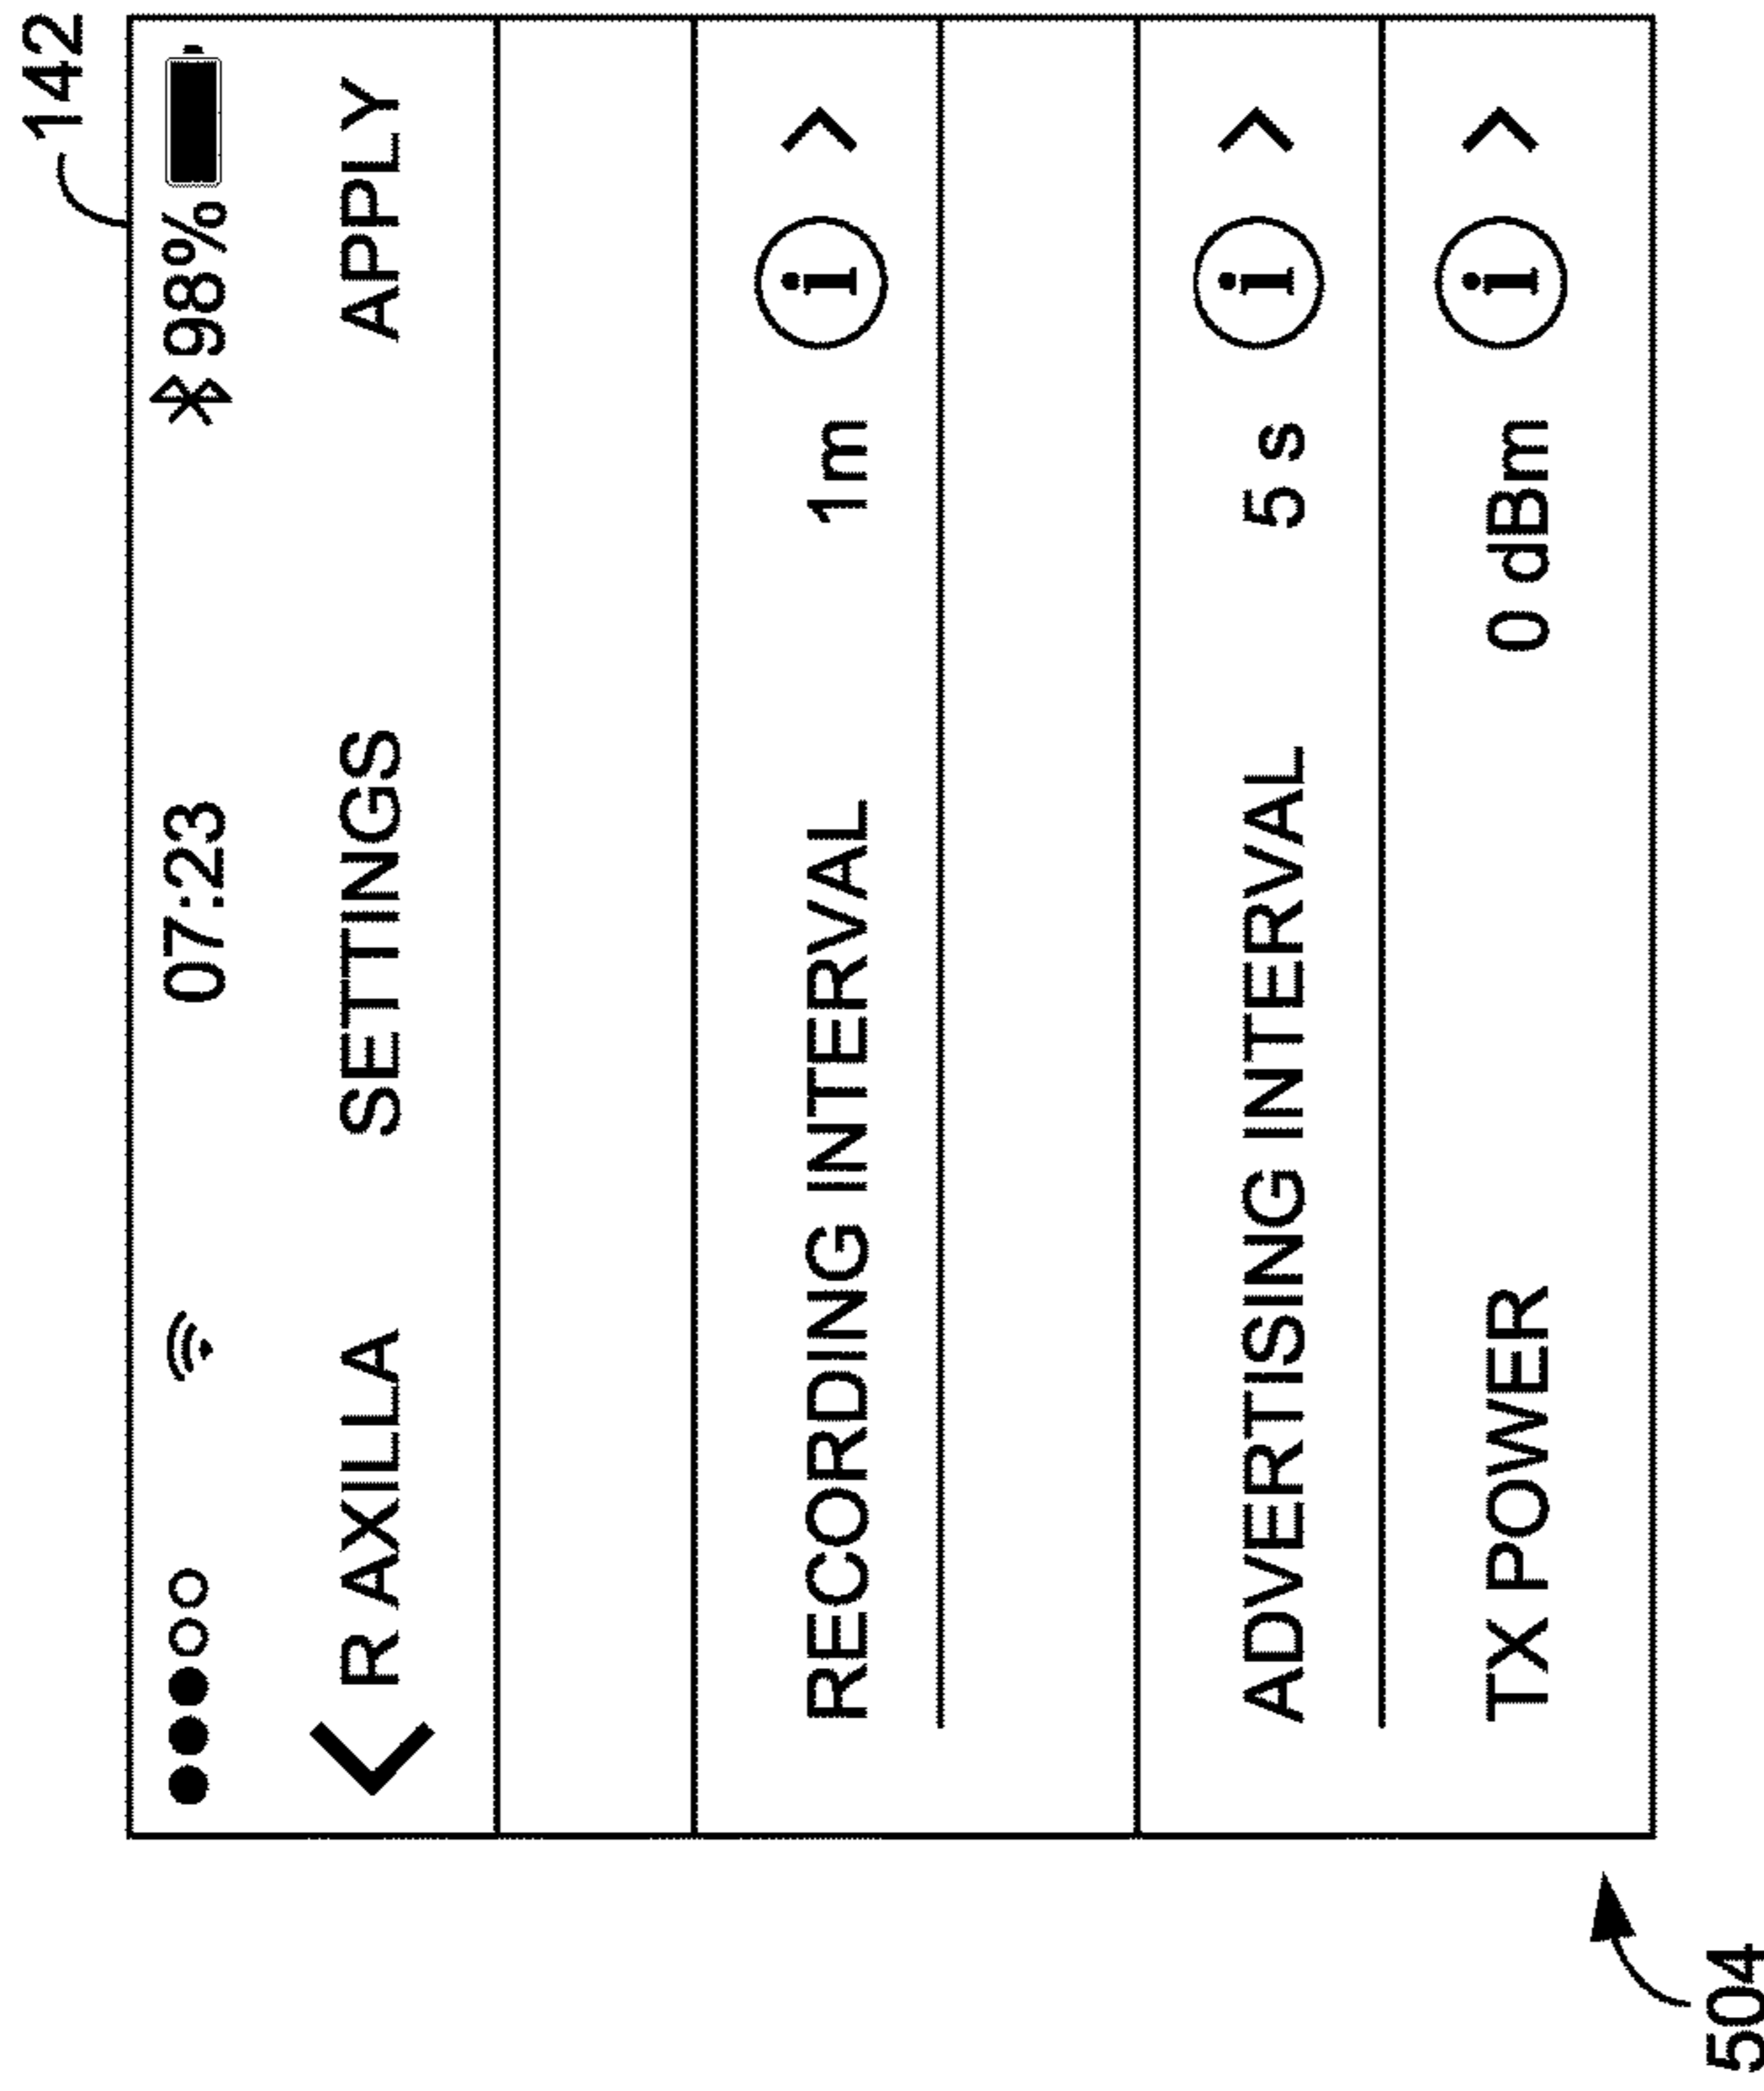 142
07:23 98%
< R AXILLA SETTINGS APPLY
RECORDING INTERVAL 1m i >
ADVERTISING INTERVAL 5 s i >
TX POWER 0 dBm i >
504